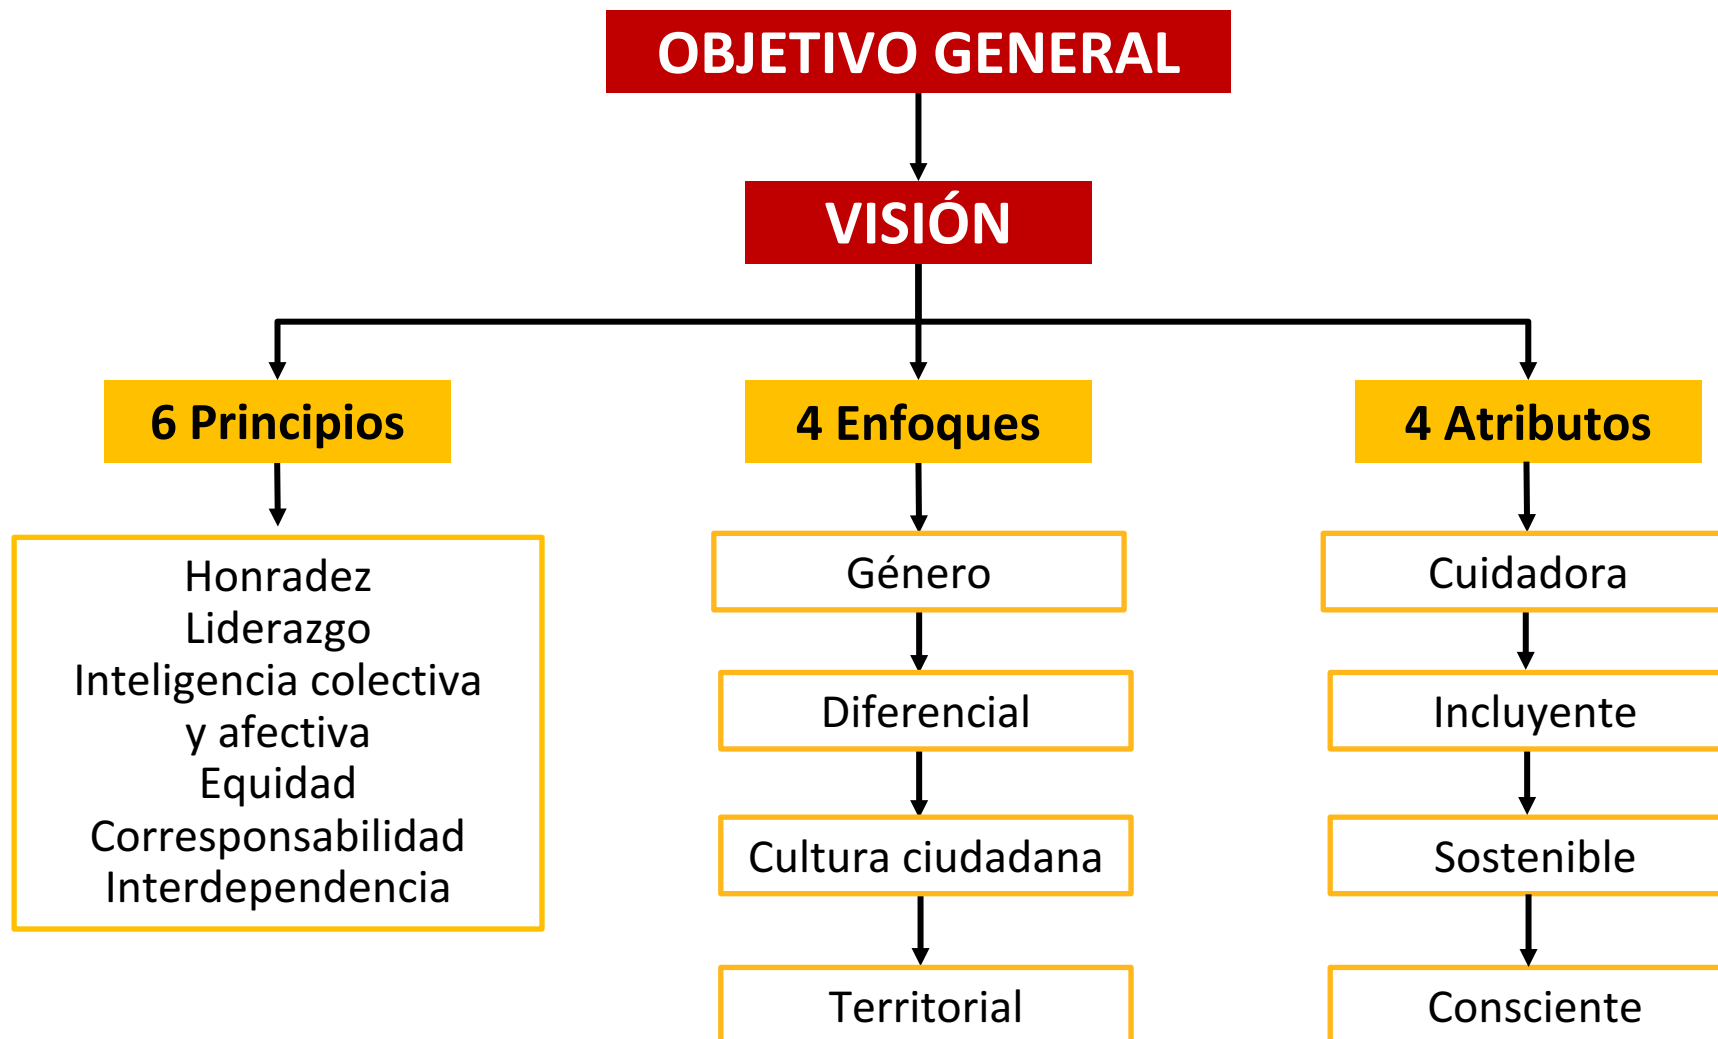 OBJETIVO GENERAL
VISIÓN
6 Principios
4 Enfoques
4 Atributos
Honradez
Liderazgo
Inteligencia colectiva
y afectiva
Equidad
Corresponsabilidad
Interdependencia
Género
Diferencial
Cultura ciudadana
Territorial
Cuidadora
Incluyente
Sostenible
Consciente